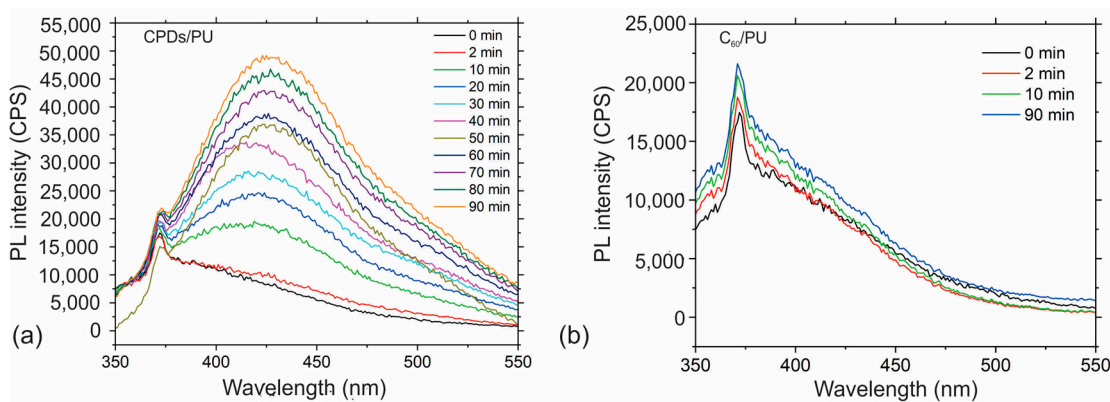 CPDs/PU
55,000
50,000
45,000
40,000
35,000
30,000
25,000
20,000
15,000
10,000
5,000
0
PL intensity (CPS)
0 min
2 min
10 min
20 min
30 min
40 min
50 min
60 min
70 min
80 min
90 min
350 400 450 500 550
Wavelength (nm)
(a)
C₆₀/PU
25,000
20,000
15,000
10,000
5,000
0
PL intensity (CPS)
0 min
2 min
10 min
90 min
350 400 450 500 550
Wavelength (nm)
(b)